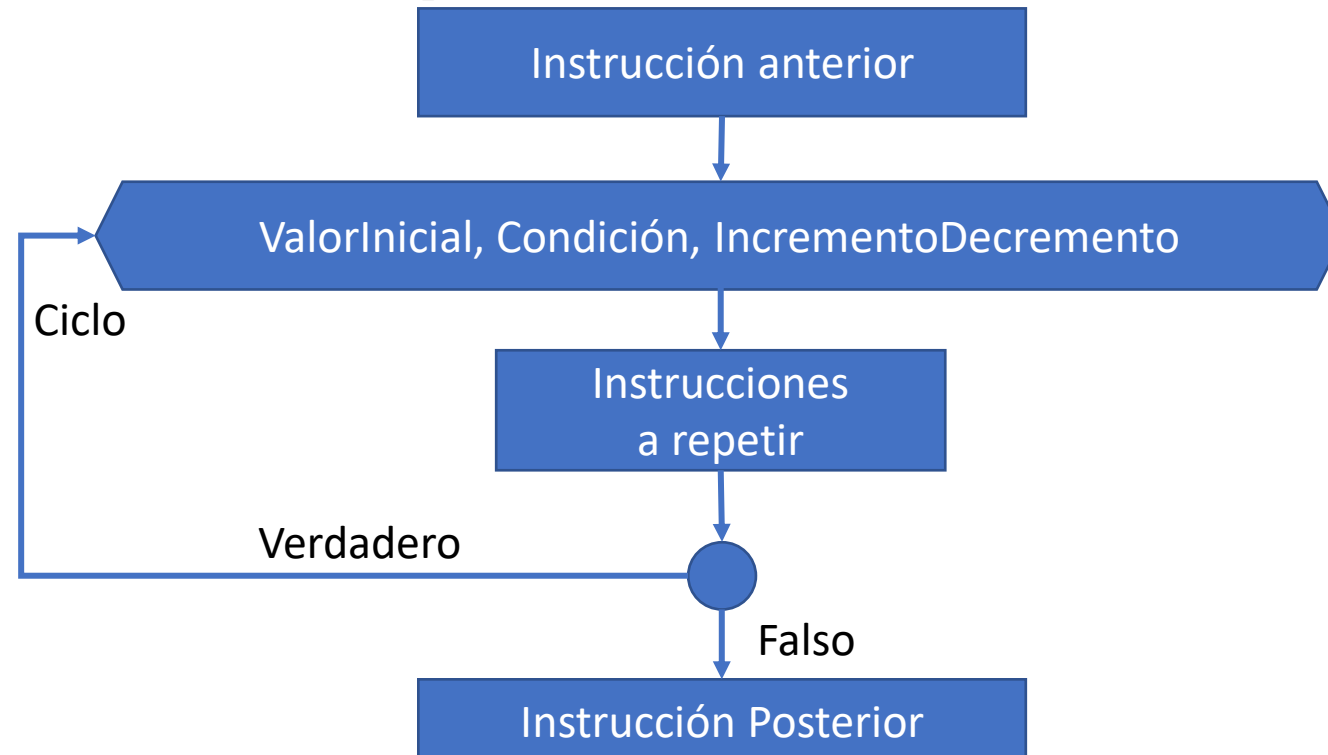 Instrucción anterior
ValorInicial, Condición, IncrementoDecremento
Ciclo
Instrucciones
a repetir
Verdadero
Falso
Instrucción Posterior